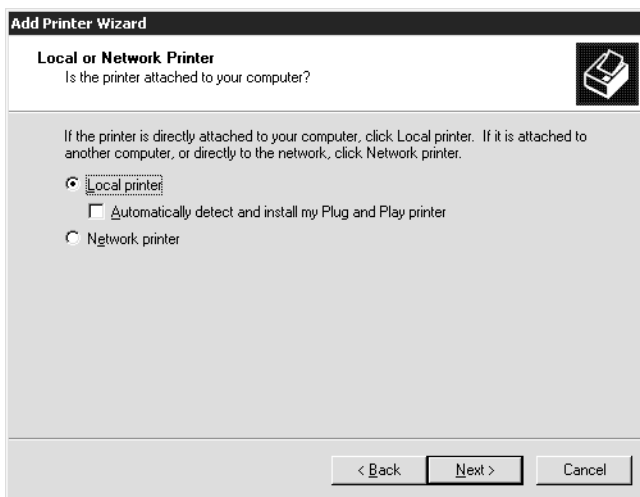 Add Printer Wizard
Local or Network Printer
Is the printer attached to your computer?
If the printer is directly attached to your computer, click Local printer. If it is attached to
another computer, or directly to the network, click Network printer.
Local printer
Automatically detect and install my Plug and Play printer
Network printer
< Back
Next >
Cancel